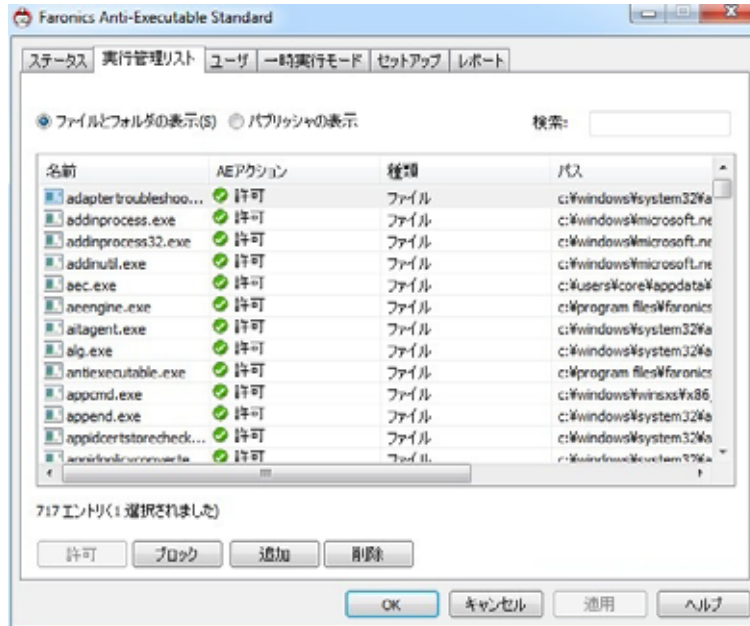 Faronics Anti-Executable Standard
ステータス 実行管理リスト ユーザ 一時実行モード セットアップ レポート
ファイルとフォルダの表示(S) パブリッシャの表示 検索:
名前 AEアクション 種類 パス
adaptertroubleshoo... 許可 ファイル c:¥windows¥system32¥a
addinprocess.exe 許可 ファイル c:¥windows¥microsoft.ne
addinprocess32.exe 許可 ファイル c:¥windows¥microsoft.ne
addinutil.exe 許可 ファイル c:¥windows¥microsoft.ne
aec.exe 許可 ファイル c:¥users¥core¥appdata¥
aeengine.exe 許可 ファイル c:¥program files¥faronics
aitagent.exe 許可 ファイル c:¥windows¥system32¥a
alg.exe 許可 ファイル c:¥windows¥system32¥a
antiexecutable.exe 許可 ファイル c:¥program files¥faronics
appcmd.exe 許可 ファイル c:¥windows¥winsxs¥x86_
append.exe 許可 ファイル c:¥windows¥system32¥a
appidcertstorecheck... 許可 ファイル c:¥windows¥system32¥a
appidpolicyconverte 許可 ファイル c:¥windows¥system32¥a
717 エントリ(1 選択されました)
許可 ブロック 追加 削除
OK キャンセル 適用 ヘルプ